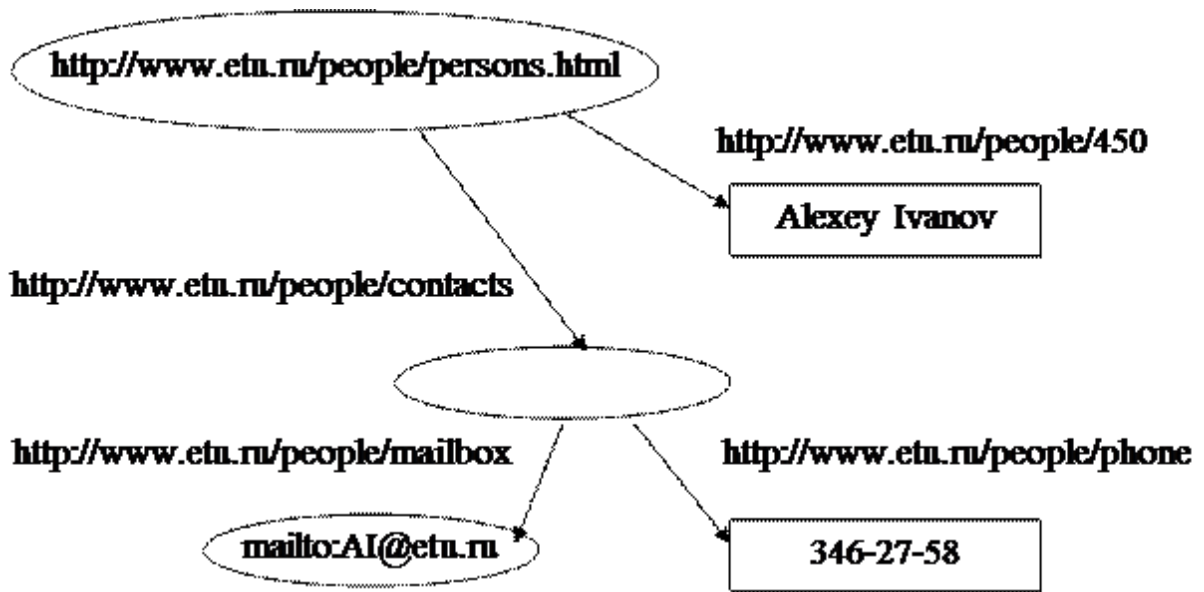 http://www.etu.ru/people/persons.html
http://www.etu.ru/people/450
Alexey Ivanov
http://www.etu.ru/people/contacts
http://www.etu.ru/people/mailbox
http://www.etu.ru/people/phone
mailto:AI@etu.ru
346-27-58